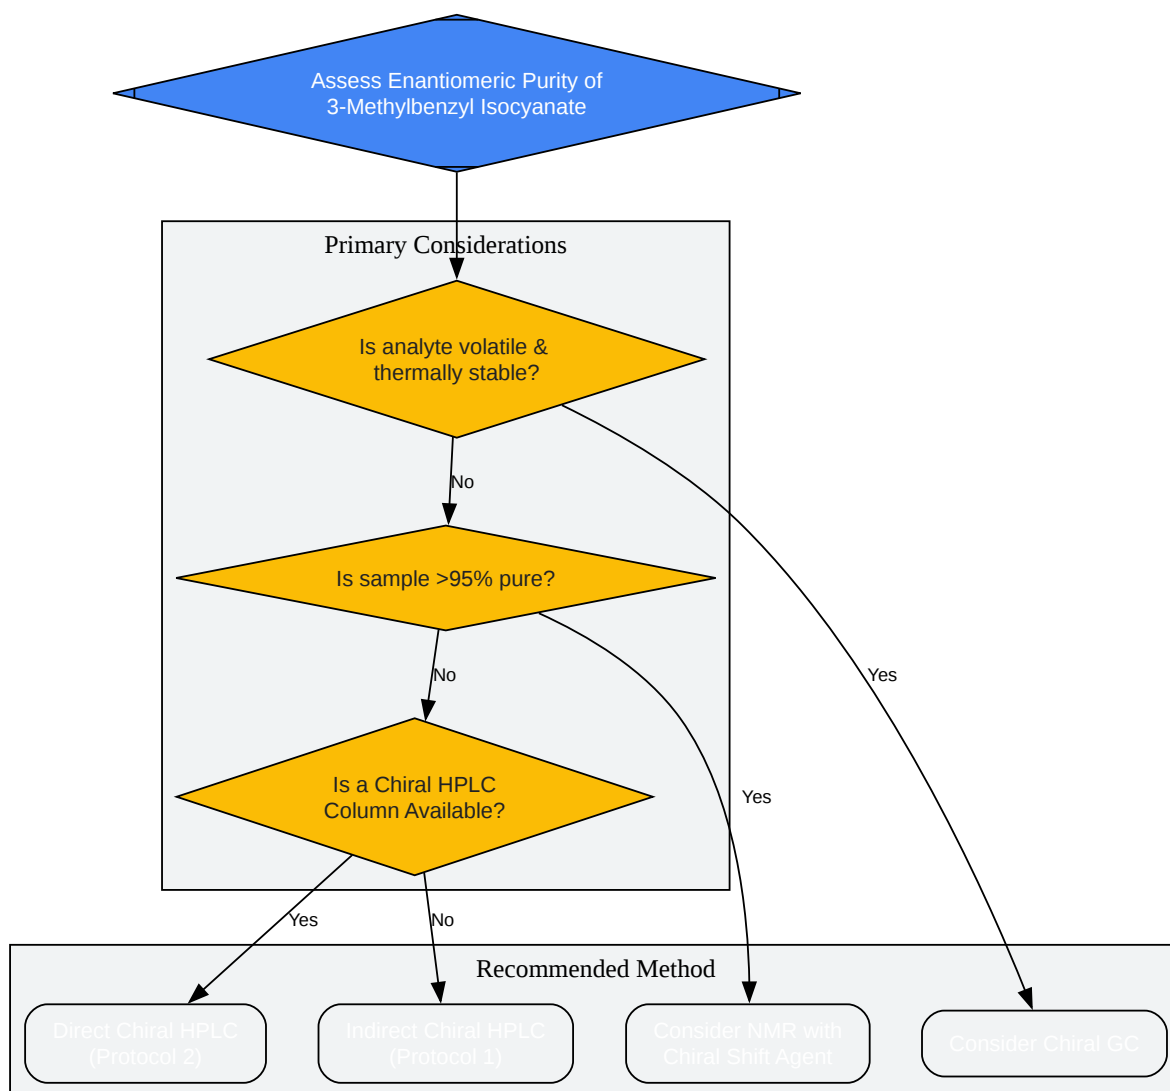 Assess Enantiomeric Purity of
3-Methylbenzyl Isocyanate
Primary Considerations
Is analyte volatile &
thermally stable?
No
Is sample >95% pure?
No
Yes
Is a Chiral HPLC
Column Available?
Yes
Yes
No
Recommended Method
Direct Chiral HPLC
(Protocol 2)
Indirect Chiral HPLC
(Protocol 1)
Consider NMR with
Chiral Shift Agent
Consider Chiral GC